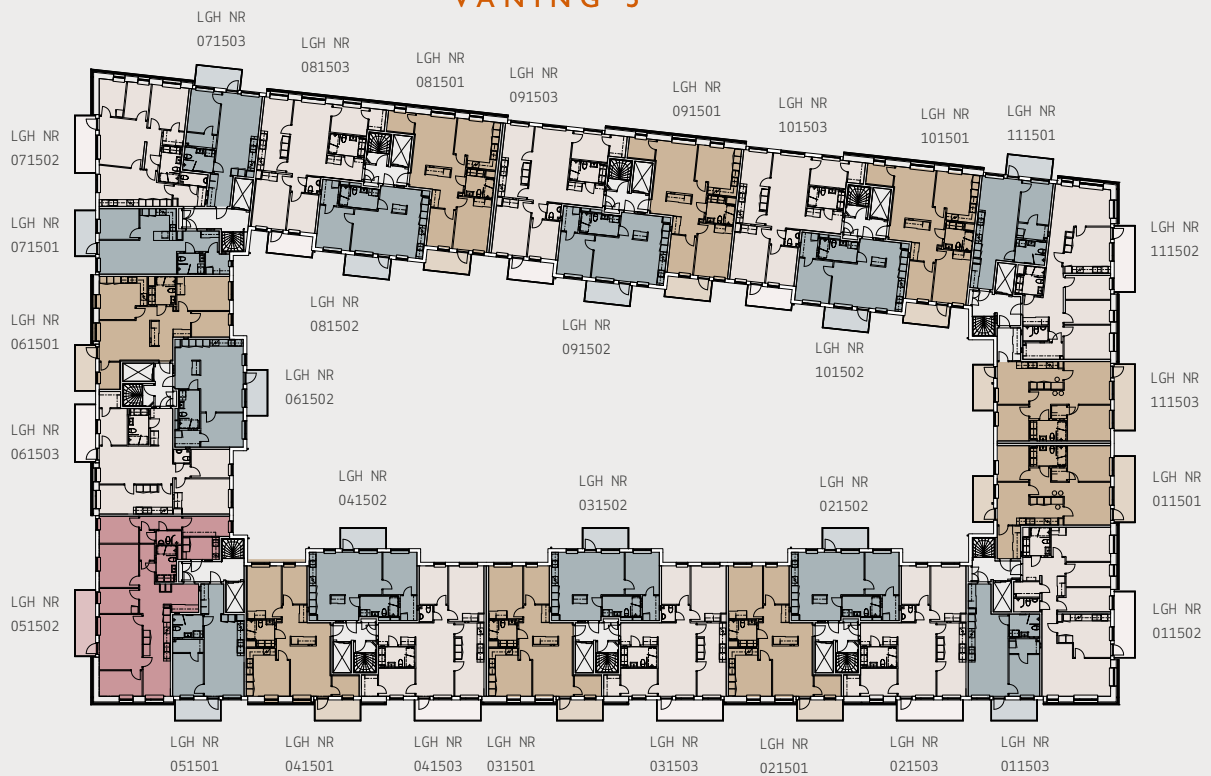 VÅNING 5
LGH NR
071503
LGH NR
081503
LGH NR
081501
LGH NR
091503
LGH NR
091501
LGH NR
101503
LGH NR
101501
LGH NR
111501
LGH NR
071502
LGH NR
071501
LGH NR
111502
LGH NR
081502
LGH NR
091502
LGH NR
101502
LGH NR
061501
LGH NR
061502
LGH NR
111503
LGH NR
061503
LGH NR
041502
LGH NR
031502
LGH NR
021502
LGH NR
011501
LGH NR
051502
LGH NR
011502
LGH NR
051501
LGH NR
041501
LGH NR
041503
LGH NR
031501
LGH NR
031503
LGH NR
021501
LGH NR
021503
LGH NR
011503